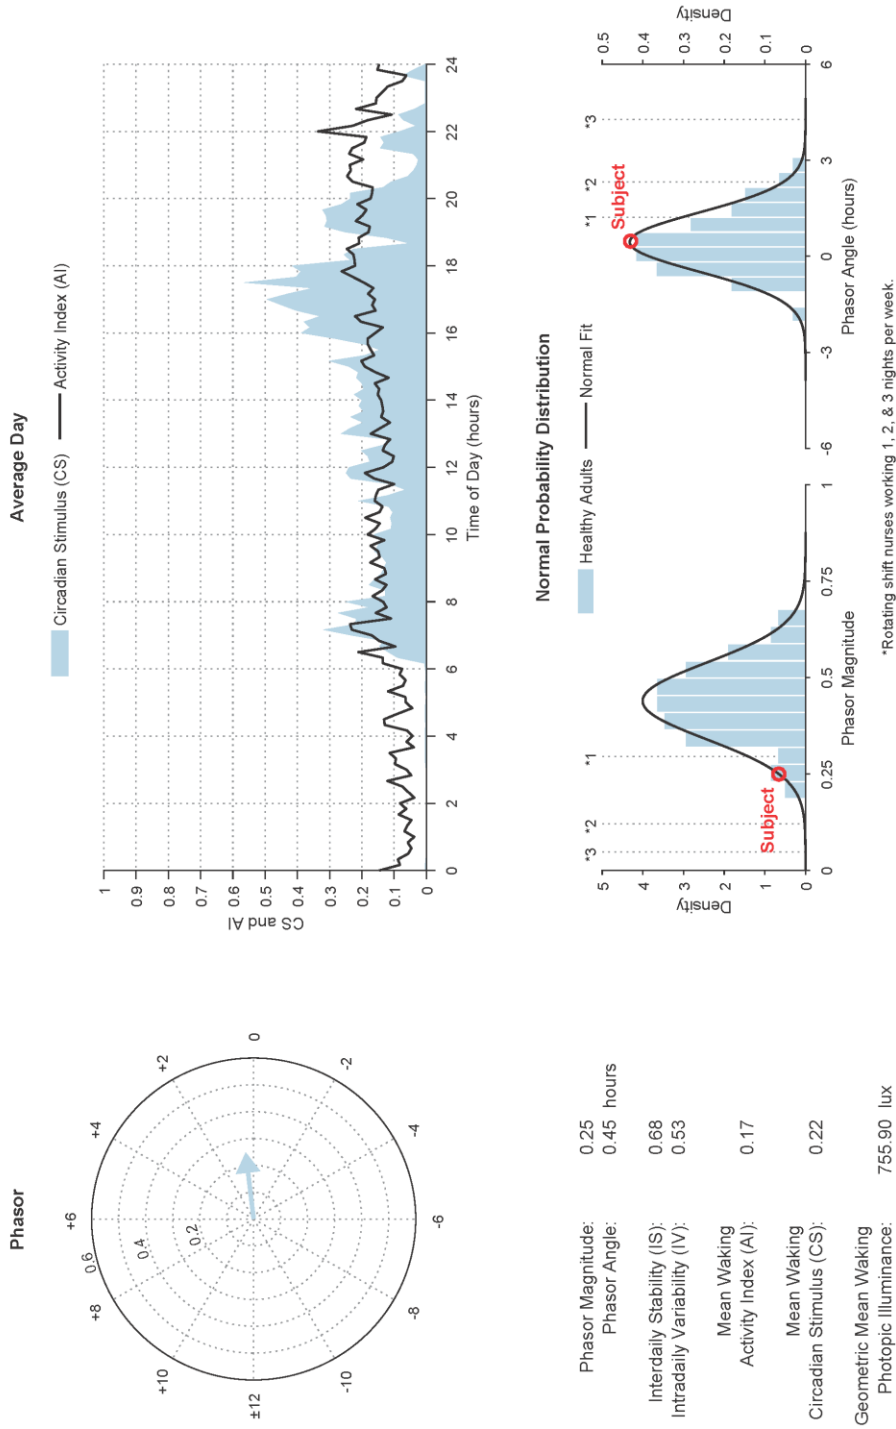 Phasor
+2
+4
+6
+8
+10
±12
-10
-8
-6
-4
-2
0
0.6
0.4
0.2
Average Day
Circadian Stimulus (CS)
Activity Index (AI)
CS and AI
1
0.9
0.8
0.7
0.6
0.5
0.4
0.3
0.2
0.1
0
0 2 4 6 8 10 12 14 16 18 20 22 24
Time of Day (hours)
Phasor Magnitude: 0.25
Phasor Angle: 0.45 hours
Interdaily Stability (IS): 0.68
Intradaily Variability (IV): 0.53
Mean Waking
Activity Index (AI): 0.17
Mean Waking
Circadian Stimulus (CS): 0.22
Geometric Mean Waking
Photopic Illuminance: 755.90 lux
Normal Probability Distribution
Healthy Adults
Normal Fit
Density
5
4
3
2
1
0
*3 *2 *1
Subject
0 0.25 0.5 0.75 1
Phasor Magnitude
*1 *2 *3
Subject
-6 -3 0 3 6
Phasor Angle (hours)
0.5
0.4
0.3
0.2
0.1
0
Density
*Rotating shift nurses working 1, 2, & 3 nights per week.